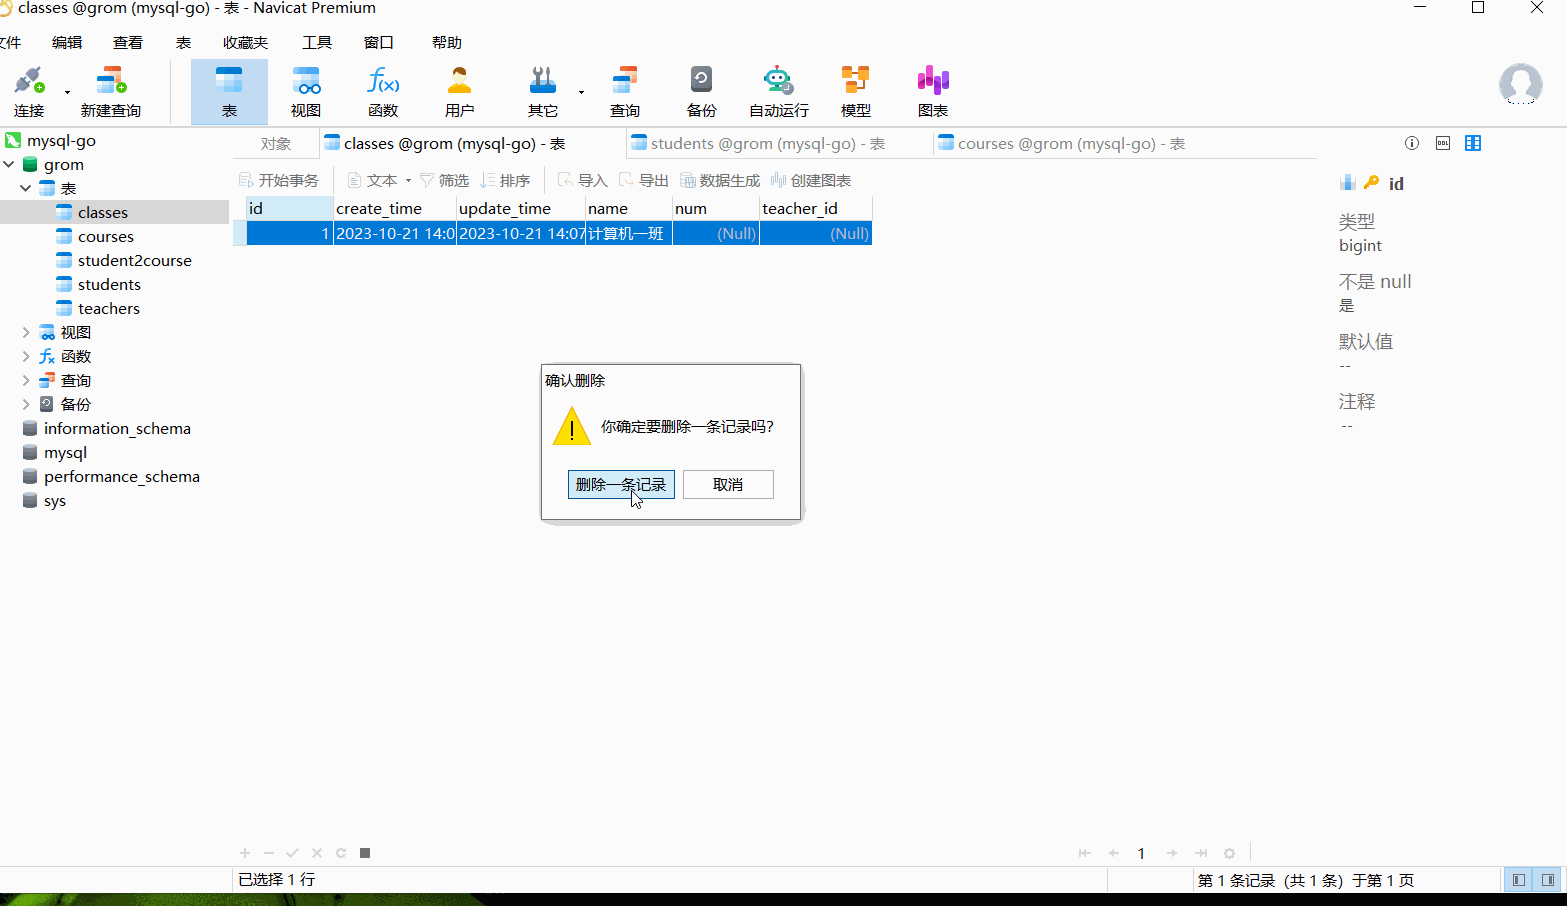 classes @grom (mysql-go) - 表 - Navicat Premium
文件 编辑 查看 表 收藏夹 工具 窗口 帮助
连接 新建查询 表 视图 函数 用户 其它 查询 备份 自动运行 模型 图表
mysql-go
grom
表
classes
courses
student2course
students
teachers
视图
函数
查询
备份
information_schema
mysql
performance_schema
sys
对象 classes @grom (mysql-go) - 表 students @grom (mysql-go) - 表 courses @grom (mysql-go) - 表
开始事务 文本 筛选 排序 导入 导出 数据生成 创建图表
id create_time update_time name num teacher_id
1 2023-10-21 14:0 2023-10-21 14:07 计算机一班 (Null) (Null)
确认删除
你确定要删除一条记录吗?
删除一条记录 取消
DDL
id
类型
bigint
不是 null
是
默认值
--
注释
--
1
已选择 1 行
第 1 条记录 (共 1 条) 于第 1 页